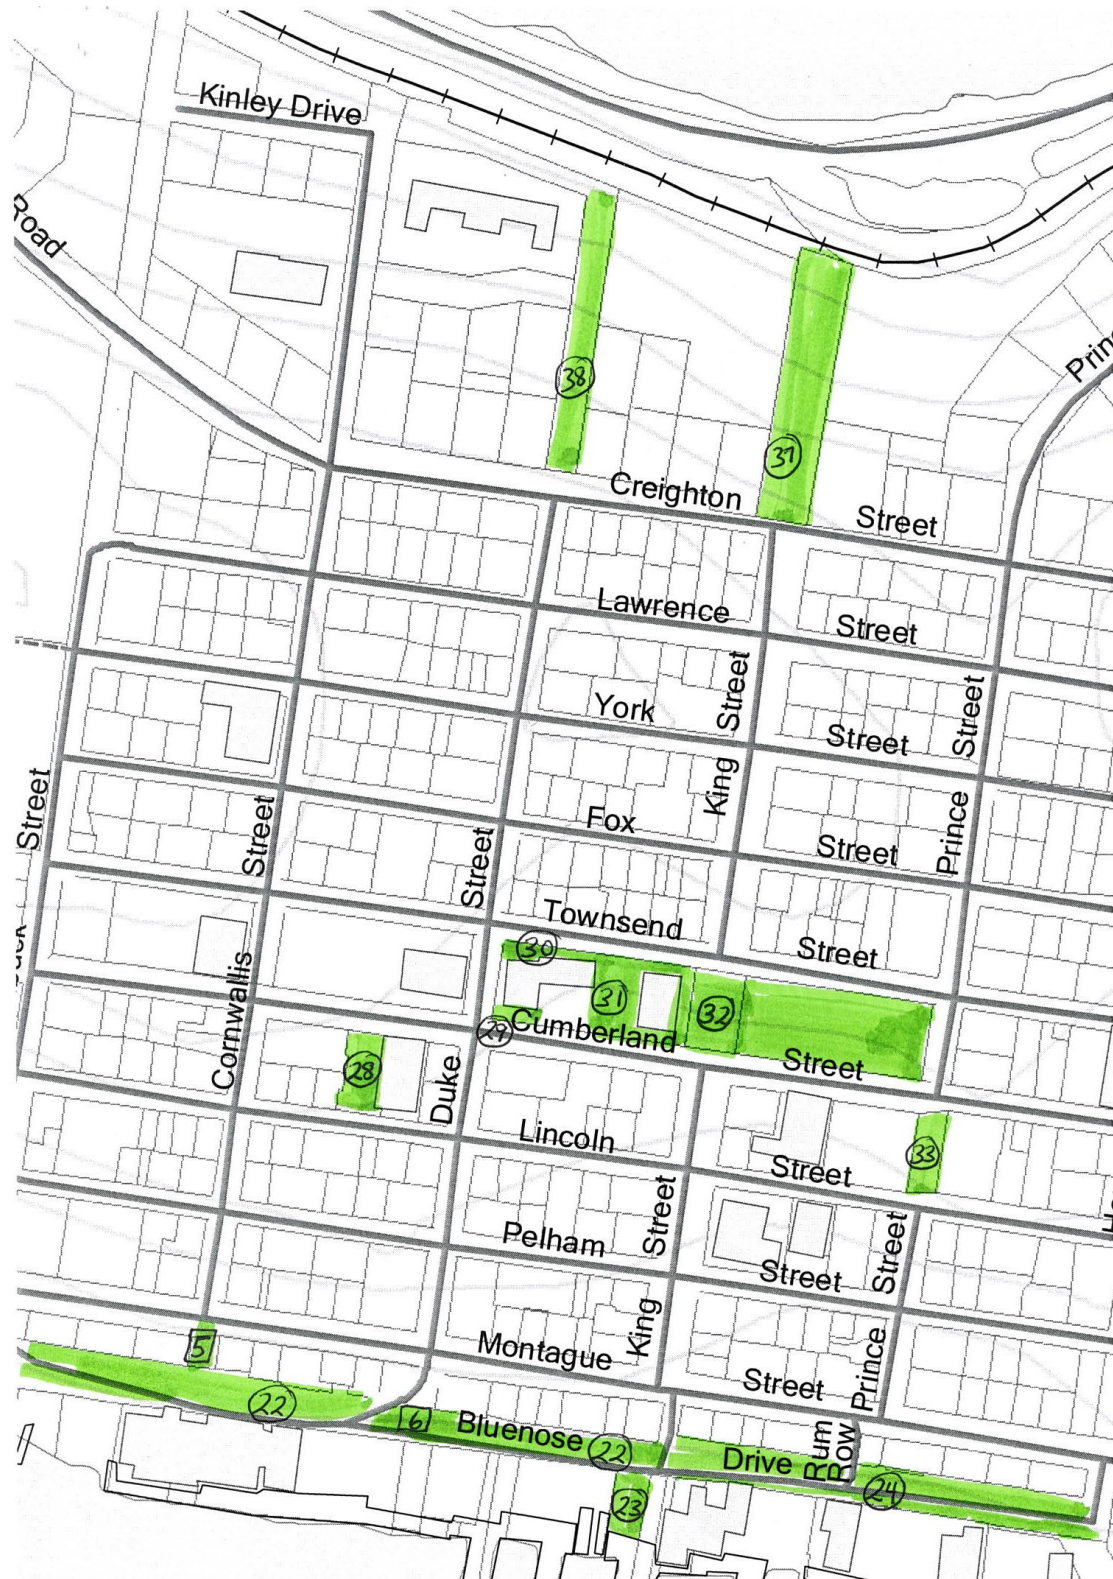 Kinley Drive
Road
38
37
Creighton Street
Lawrence Street
York Street
King Street
Prince Street
Fox Street
Street
Cornwallis Street
Duke Street
Townsend Street
30
31
32
29
Cumberland Street
28
33
Lincoln Street
Pelham Street
King Street
Prince Street
Montague Street
5
22
6
Bluenose Drive
22
Rum
Row
23
24